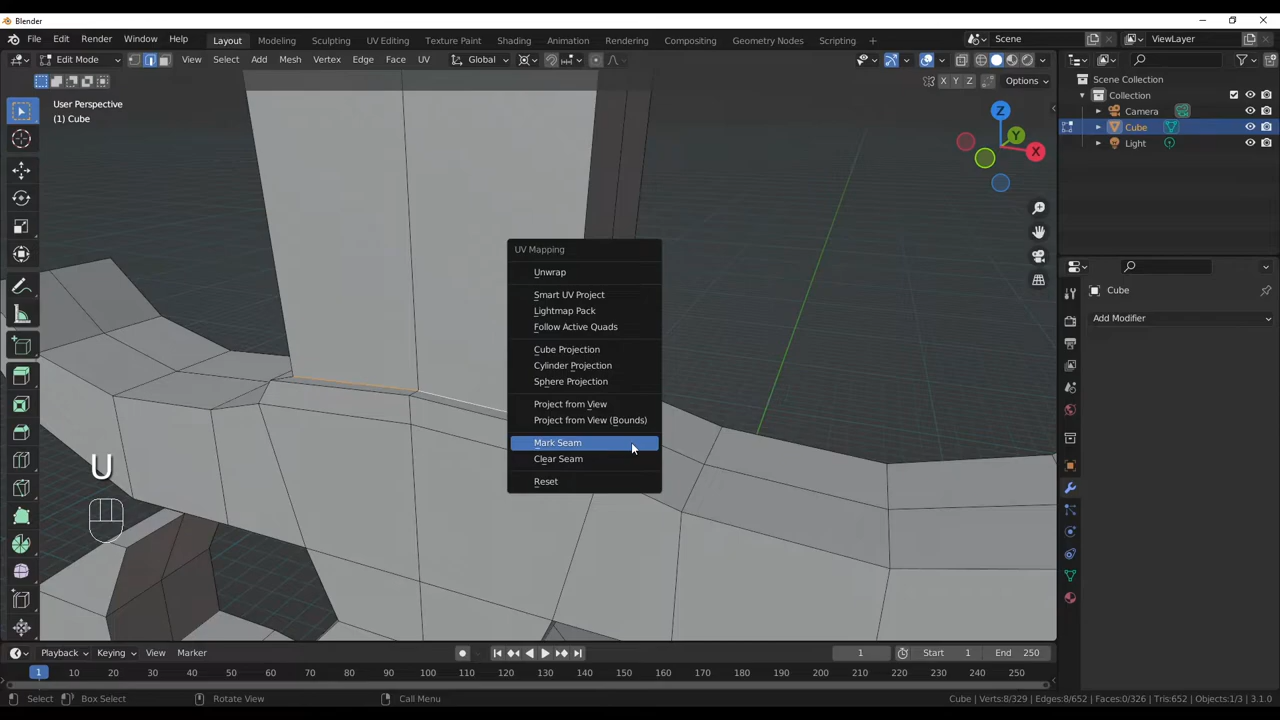 Blender
File Edit Render Window Help Layout Modeling Sculpting UV Editing Texture Paint Shading Animation Rendering Compositing Geometry Nodes Scripting + Scene ViewLayer
Edit Mode View Select Add Mesh Vertex Edge Face UV Global
X Y Z Options
User Perspective
(1) Cube
Z
Y
X
Scene Collection
Collection
Camera
Cube
Light
UV Mapping
Unwrap
Smart UV Project
Lightmap Pack
Follow Active Quads
Cube Projection
Cylinder Projection
Sphere Projection
Project from View
Project from View (Bounds)
Mark Seam
Clear Seam
Reset
U
Cube
Add Modifier
Playback Keying View Marker 1 Start 1 End 250
1 10 20 30 40 50 60 70 80 90 100 110 120 130 140 150 160 170 180 190 200 210 220 230 240 250
Select Box Select Rotate View Call Menu Cube | Verts:8/329 | Edges:8/652 | Faces:0/326 | Tris:652 | Objects:1/3 | 3.1.0